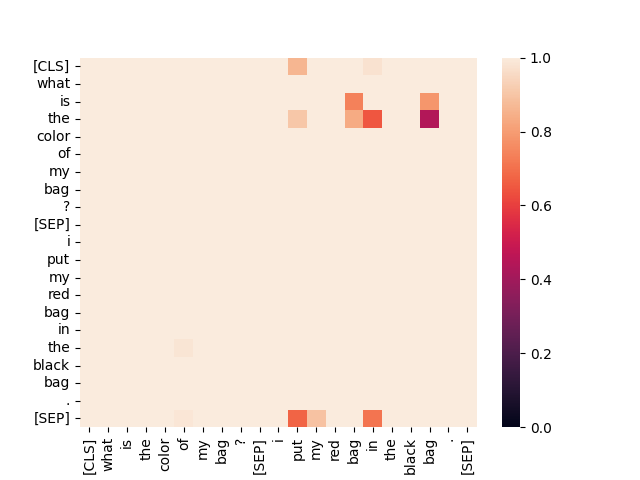 [CLS]
what
is
the
color
of
my
bag
?
[SEP]
i
put
my
red
bag
in
the
black
bag
.
[SEP]
[CLS]
what
is
the
color
of
my
bag
?
[SEP]
i
put
my
red
bag
in
the
black
bag
.
[SEP]
1.0
0.8
0.6
0.4
0.2
0.0